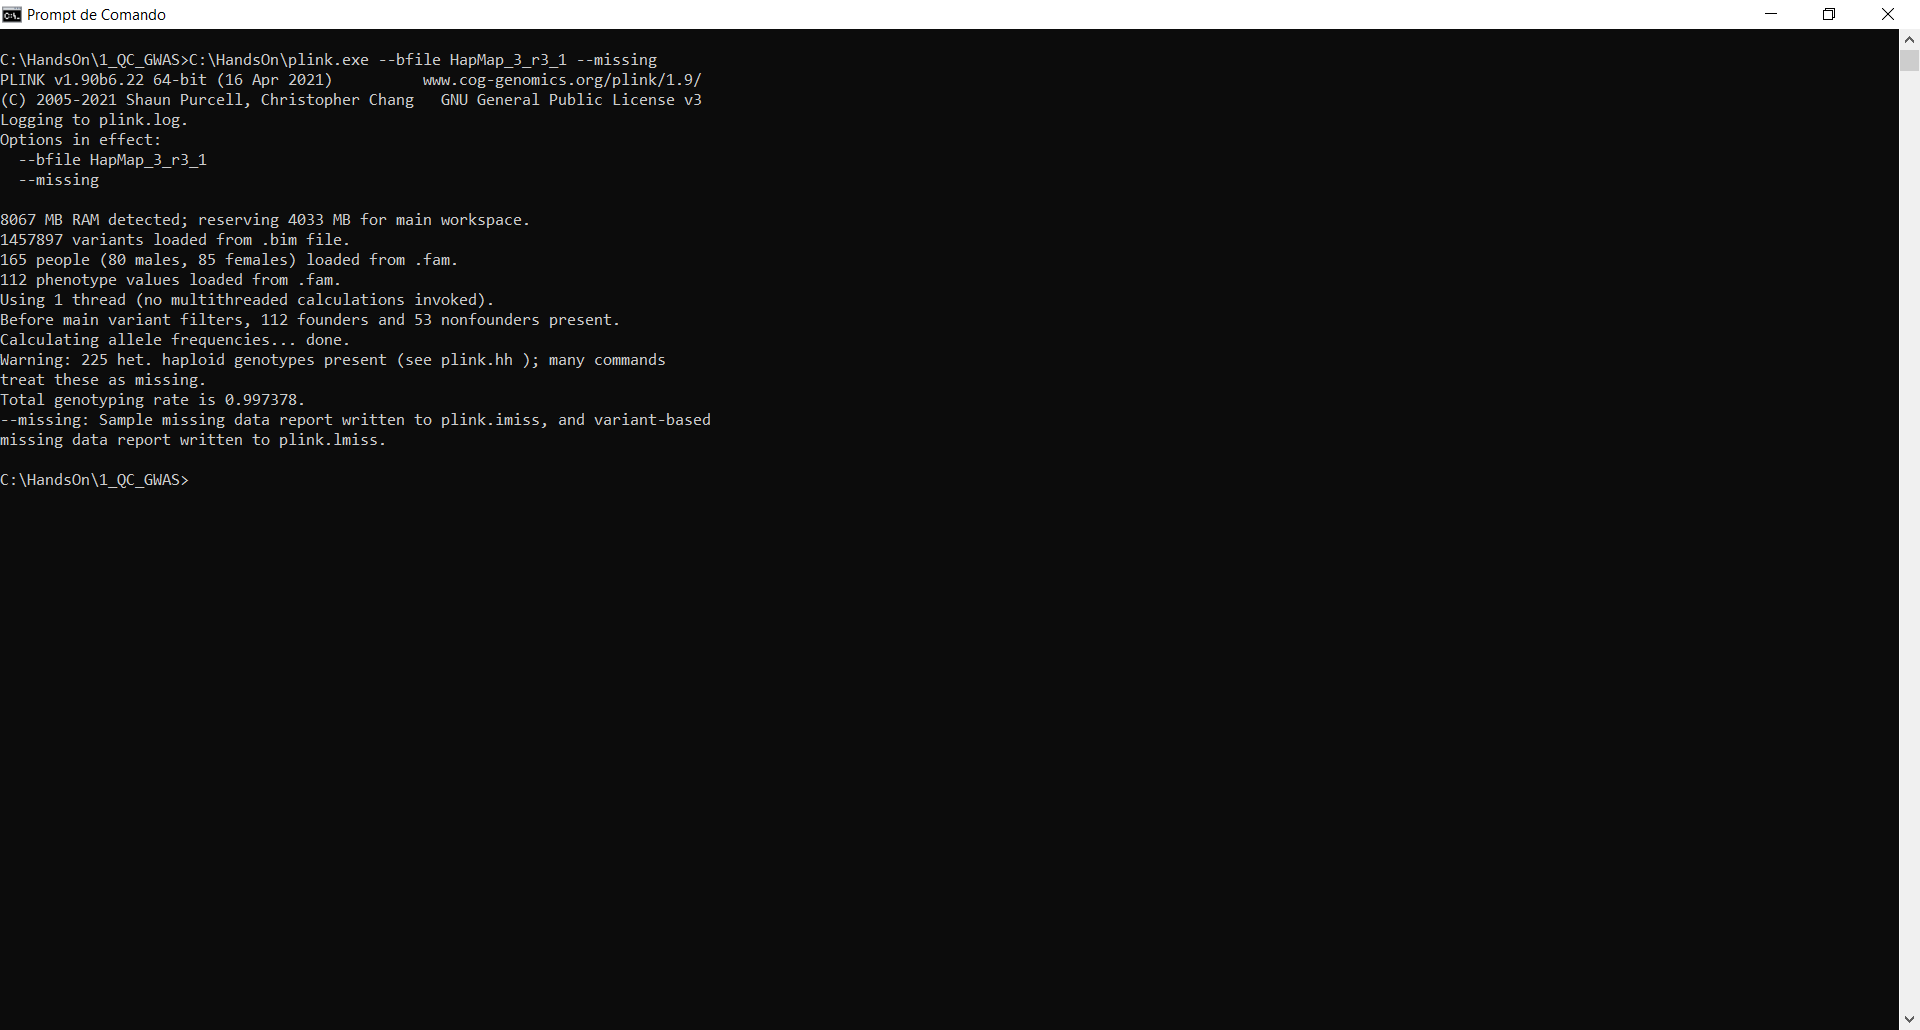 Prompt de Comando
C:\HandsOn\1_QC_GWAS>C:\HandsOn\plink.exe --bfile HapMap_3_r3_1 --missing
PLINK v1.90b6.22 64-bit (16 Apr 2021)          www.cog-genomics.org/plink/1.9/
(C) 2005-2021 Shaun Purcell, Christopher Chang   GNU General Public License v3
Logging to plink.log.
Options in effect:
  --bfile HapMap_3_r3_1
  --missing
8067 MB RAM detected; reserving 4033 MB for main workspace.
1457897 variants loaded from .bim file.
165 people (80 males, 85 females) loaded from .fam.
112 phenotype values loaded from .fam.
Using 1 thread (no multithreaded calculations invoked).
Before main variant filters, 112 founders and 53 nonfounders present.
Calculating allele frequencies... done.
Warning: 225 het. haploid genotypes present (see plink.hh ); many commands
treat these as missing.
Total genotyping rate is 0.997378.
--missing: Sample missing data report written to plink.imiss, and variant-based
missing data report written to plink.lmiss.
C:\HandsOn\1_QC_GWAS>